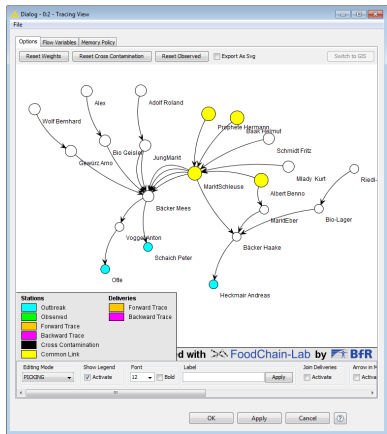 Dialog - 0:2 - Tracing View
File
Options Flow Variables Memory Policy
Reset Weights Reset Cross Contamination Reset Observed Export As Svg Switch to GIS
Alex
Adolf Roland
Wolf Bernhard
Prophete Hermann
Baak Helmut
Bio Geisler
JungMarkt
Schmidt Fritz
Gewürz Arno
Mlady Kurt
Riedl-
MarktSchleuse
Albert Benno
Bäcker Mees
MarktEber
Bio-Lager
Voggel Anton
Bäcker Haake
Schaich Peter
Otte
Heckmair Andreas
Stations Deliveries
Outbreak Forward Trace
Observed Backward Trace
Forward Trace
Backward Trace
Cross Contamination
Common Link
d with FoodChain-Lab by BfR
Editing Mode Show Legend Font Label Join Deliveries Arrow in M
PICKING Activate 12 Bold Apply Activate Activa
OK Apply Cancel ?